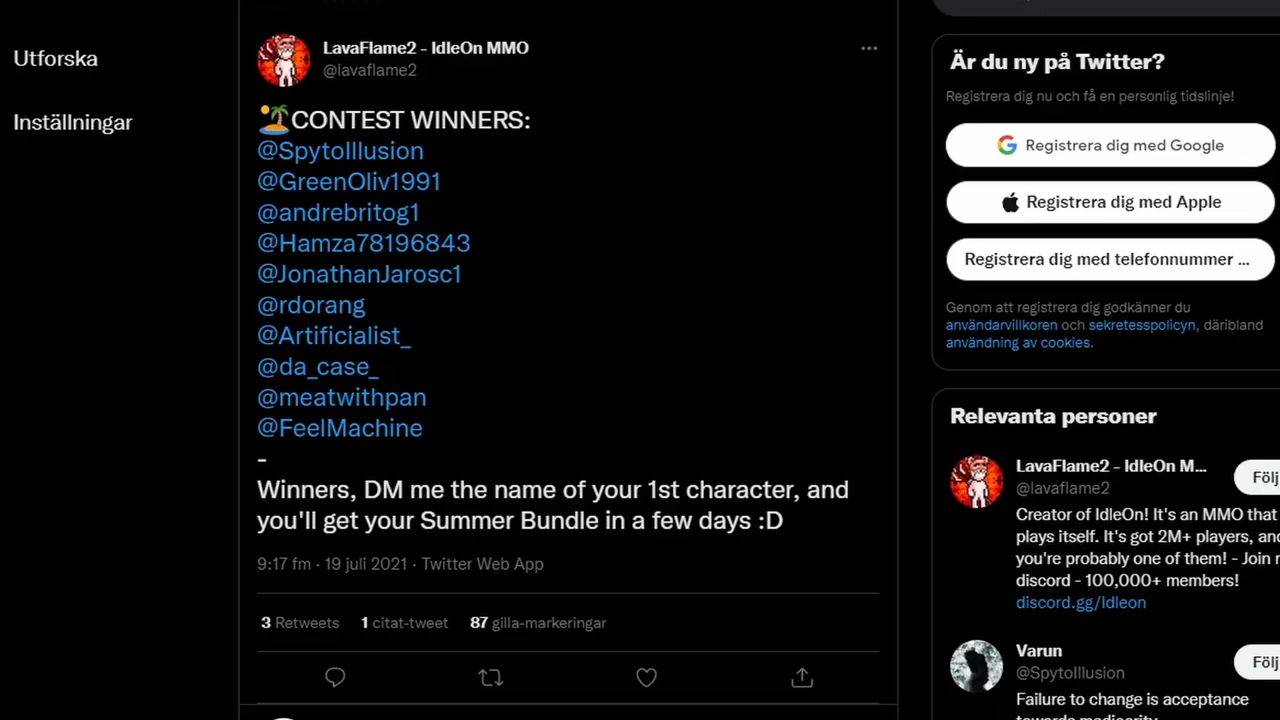 Utforska
Inställningar
LavaFlame2 - IdleOn MMO
@lavaflame2
CONTEST WINNERS:
@SpytoIllusion
@GreenOliv1991
@andrebritog1
@Hamza78196843
@JonathanJarosc1
@rdorang
@Artificialist_
@da_case_
@meatwithpan
@FeelMachine
-
Winners, DM me the name of your 1st character, and
you'll get your Summer Bundle in a few days :D
9:17 fm · 19 juli 2021 · Twitter Web App
3 Retweets 1 citat-tweet 87 gilla-markeringar
Är du ny på Twitter?
Registrera dig nu och få en personlig tidslinje!
Registrera dig med Google
Registrera dig med Apple
Registrera dig med telefonnummer ...
Genom att registrera dig godkänner du
användarvillkoren och sekretesspolicyn, däribland
användning av cookies.
Relevanta personer
LavaFlame2 - IdleOn M...
@lavaflame2
Följ
Creator of IdleOn! It's an MMO that
plays itself. It's got 2M+ players, and
you're probably one of them! - Join
discord - 100,000+ members!
discord.gg/Idleon
Varun
@SpytoIllusion
Följ
Failure to change is acceptance
towards mediocrity